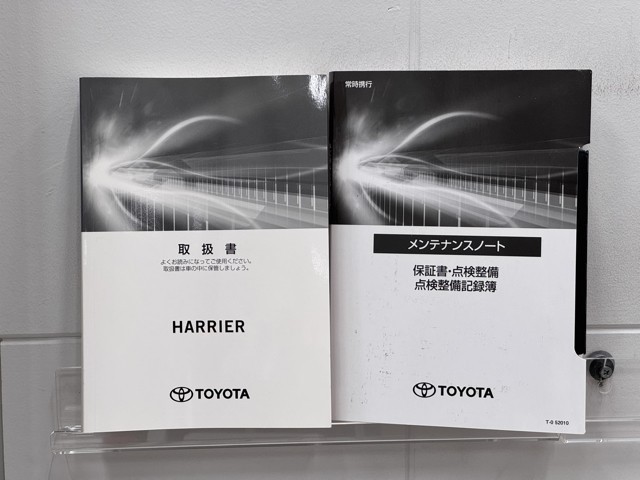 取扱書
よくお読みになってご使用ください。
取扱書は車の中に保管しましょう。
HARRIER
TOYOTA
常時携行
メンテナンスノート
保証書・点検整備
点検整備記録簿
TOYOTA
T-0 52010